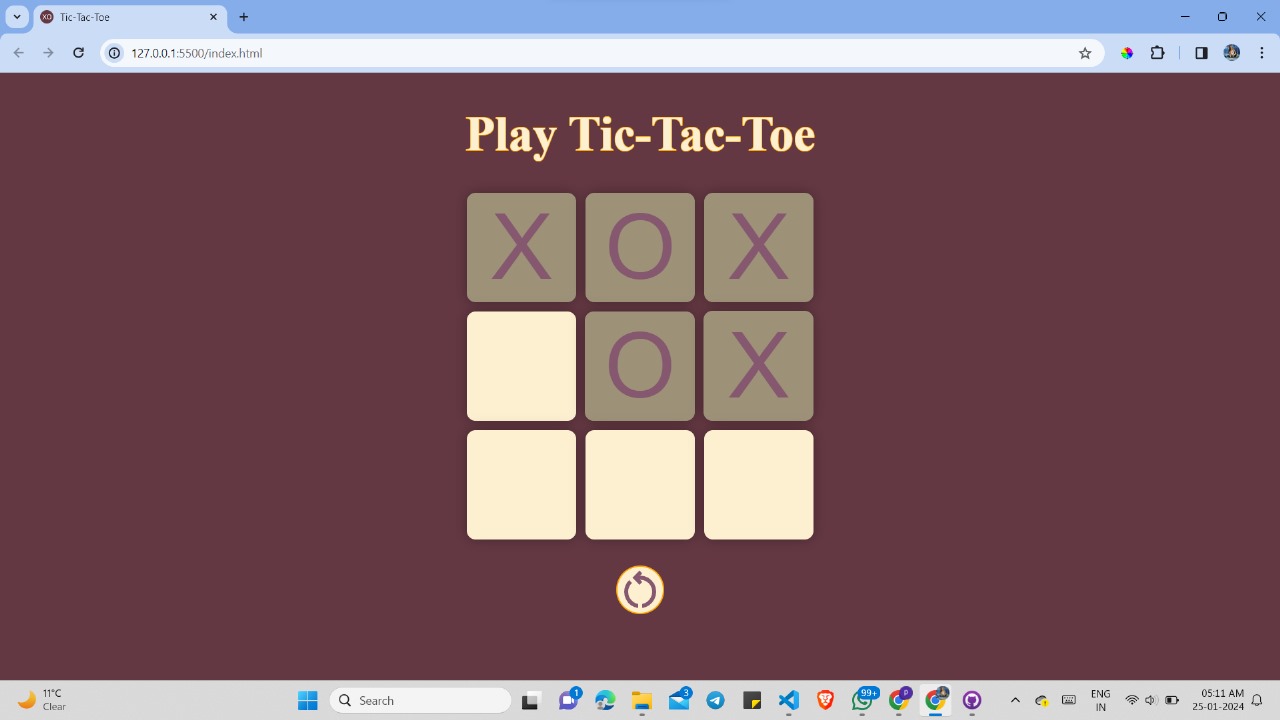 Tic-Tac-Toe
127.0.0.1:5500/index.html
Play Tic-Tac-Toe
X O X
O X
11°C
Clear
Search
1
3
99+
P
ENG
IN
05:11 AM
25-01-2024